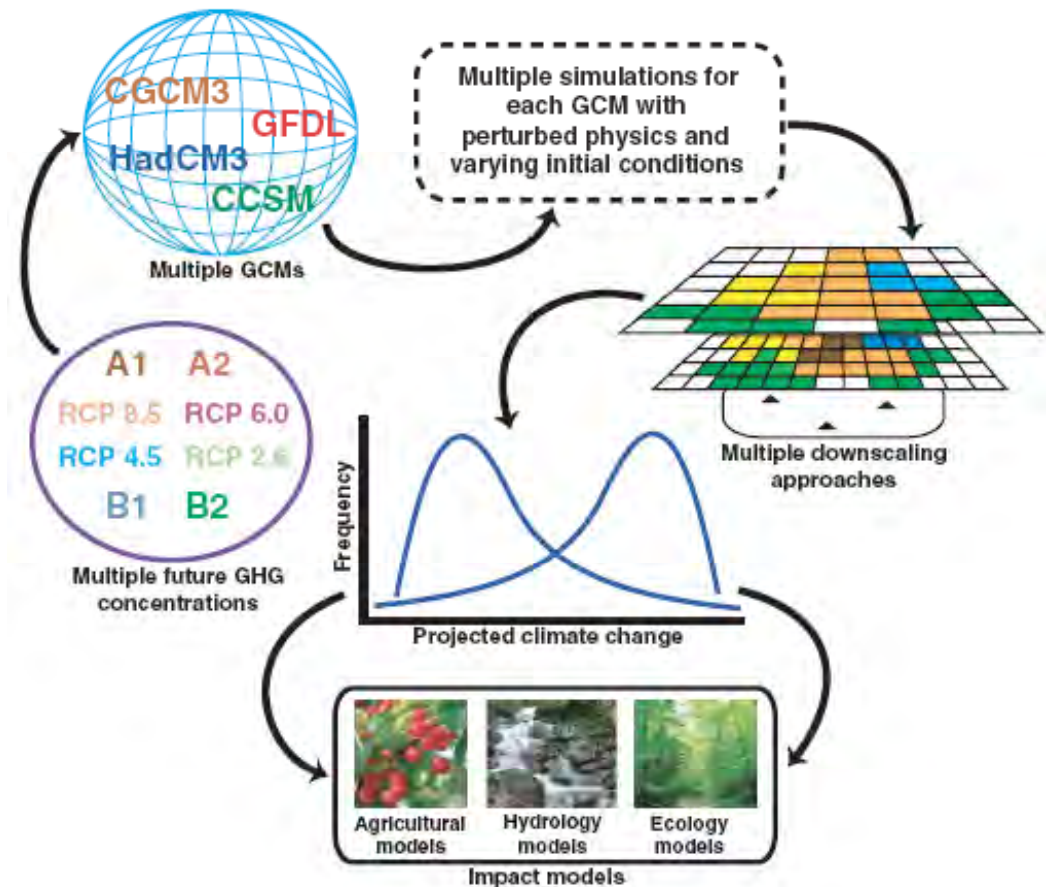 CGCM3
GFDL
HadCM3
CCSM
Multiple GCMs
Multiple simulations for
each GCM with
perturbed physics and
varying initial conditions
Multiple downscaling
approaches
A1 A2
RCP 8.5 RCP 6.0
RCP 4.5 RCP 2.6
B1 B2
Multiple future GHG
concentrations
Frequency
Projected climate change
Agricultural
models
Hydrology
models
Ecology
models
Impact models